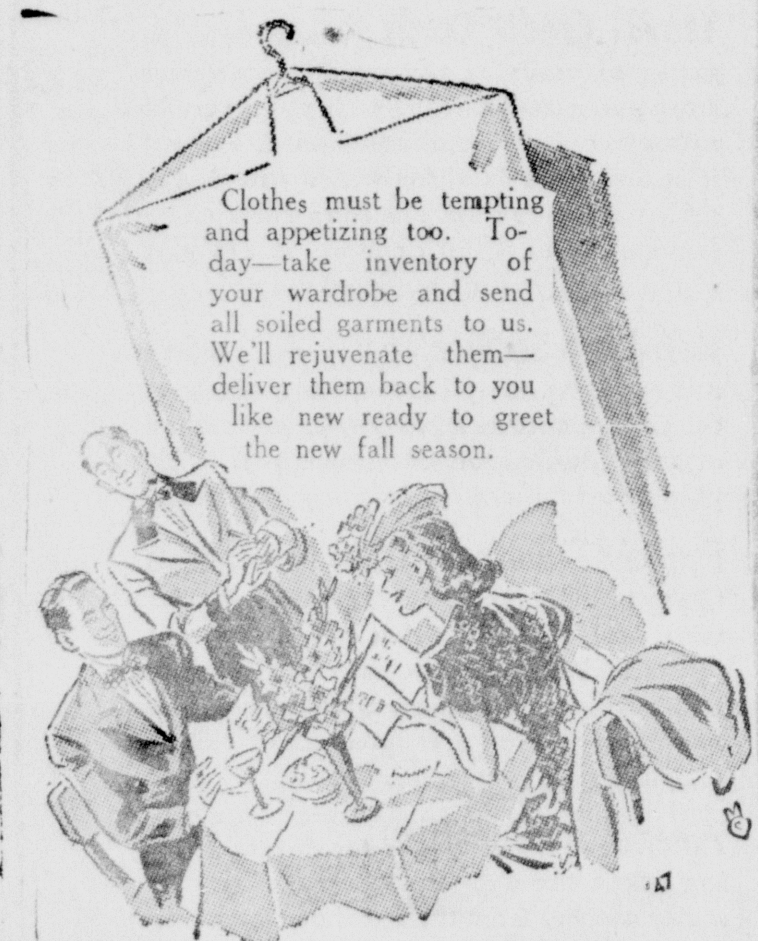 Clothes must be tempting
and appetizing too. To-
day—take inventory of
your wardrobe and send
all soiled garments to us.
We'll rejuvenate them—
deliver them back to you
like new ready to greet
the new fall season.